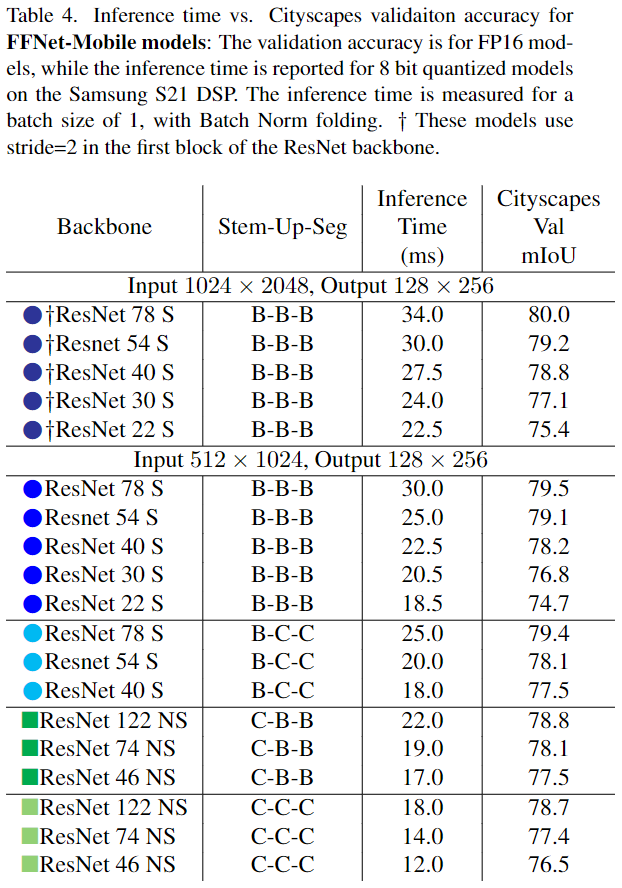 Table 4. Inference time vs. Cityscapes validaiton accuracy for
FFNet-Mobile models: The validation accuracy is for FP16 mod-
els, while the inference time is reported for 8 bit quantized models
on the Samsung S21 DSP. The inference time is measured for a
batch size of 1, with Batch Norm folding. † These models use
stride=2 in the first block of the ResNet backbone.
Backbone Stem-Up-Seg Inference Time (ms) Cityscapes Val mIoU
Input 1024 × 2048, Output 128 × 256
†ResNet 78 S B-B-B 34.0 80.0
†Resnet 54 S B-B-B 30.0 79.2
†ResNet 40 S B-B-B 27.5 78.8
†ResNet 30 S B-B-B 24.0 77.1
†ResNet 22 S B-B-B 22.5 75.4
Input 512 × 1024, Output 128 × 256
ResNet 78 S B-B-B 30.0 79.5
Resnet 54 S B-B-B 25.0 79.1
ResNet 40 S B-B-B 22.5 78.2
ResNet 30 S B-B-B 20.5 76.8
ResNet 22 S B-B-B 18.5 74.7
ResNet 78 S B-C-C 25.0 79.4
Resnet 54 S B-C-C 20.0 78.1
ResNet 40 S B-C-C 18.0 77.5
ResNet 122 NS C-B-B 22.0 78.8
ResNet 74 NS C-B-B 19.0 78.1
ResNet 46 NS C-B-B 17.0 77.5
ResNet 122 NS C-C-C 18.0 78.7
ResNet 74 NS C-C-C 14.0 77.4
ResNet 46 NS C-C-C 12.0 76.5